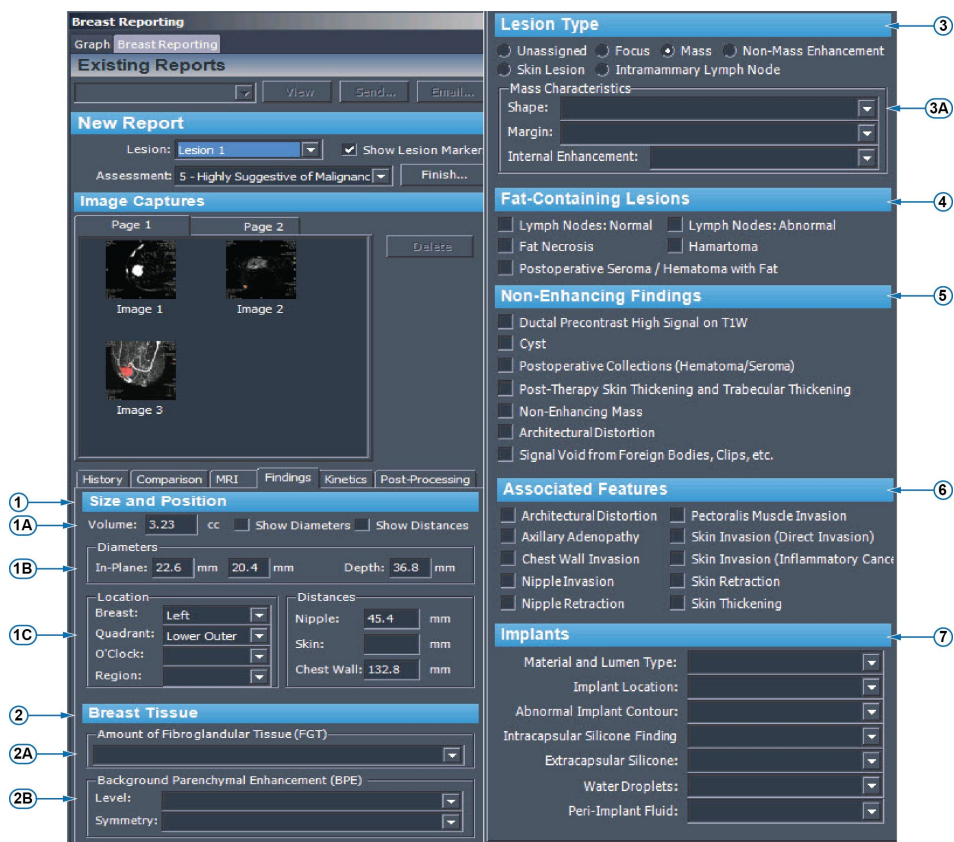 Breast Reporting
Graph Breast Reporting
Existing Reports
View Send... Email...
New Report
Lesion: Lesion 1 Show Lesion Marker
Assessment: 5 - Highly Suggestive of Malignanc Finish...
Image Captures
Page 1 Page 2
Delete
Image 1 Image 2
Image 3
History Comparison MRI Findings Kinetics Post-Processing
1 Size and Position
1A Volume: 3.23 cc Show Diameters Show Distances
Diameters
1B In-Plane: 22.6 mm 20.4 mm Depth: 36.8 mm
Location Distances
Breast: Left Nipple: 45.4 mm
1C Quadrant: Lower Outer Skin: mm
O'Clock: Chest Wall: 132.8 mm
Region:
2 Breast Tissue
Amount of Fibroglandular Tissue (FGT)
2A
Background Parenchymal Enhancement (BPE)
2B Level:
Symmetry:
Lesion Type 3
Unassigned Focus Mass Non-Mass Enhancement
Skin Lesion Intramammary Lymph Node
Mass Characteristics
Shape: 3A
Margin:
Internal Enhancement:
Fat-Containing Lesions 4
Lymph Nodes: Normal Lymph Nodes: Abnormal
Fat Necrosis Hamartoma
Postoperative Seroma / Hematoma with Fat
Non-Enhancing Findings 5
Ductal Precontrast High Signal on T1W
Cyst
Postoperative Collections (Hematoma/Seroma)
Post-Therapy Skin Thickening and Trabecular Thickening
Non-Enhancing Mass
Architectural Distortion
Signal Void from Foreign Bodies, Clips, etc.
Associated Features 6
Architectural Distortion Pectoralis Muscle Invasion
Axillary Adenopathy Skin Invasion (Direct Invasion)
Chest Wall Invasion Skin Invasion (Inflammatory Cance
Nipple Invasion Skin Retraction
Nipple Retraction Skin Thickening
Implants 7
Material and Lumen Type:
Implant Location:
Abnormal Implant Contour:
Intracapsular Silicone Finding
Extracapsular Silicone:
Water Droplets:
Peri-Implant Fluid: